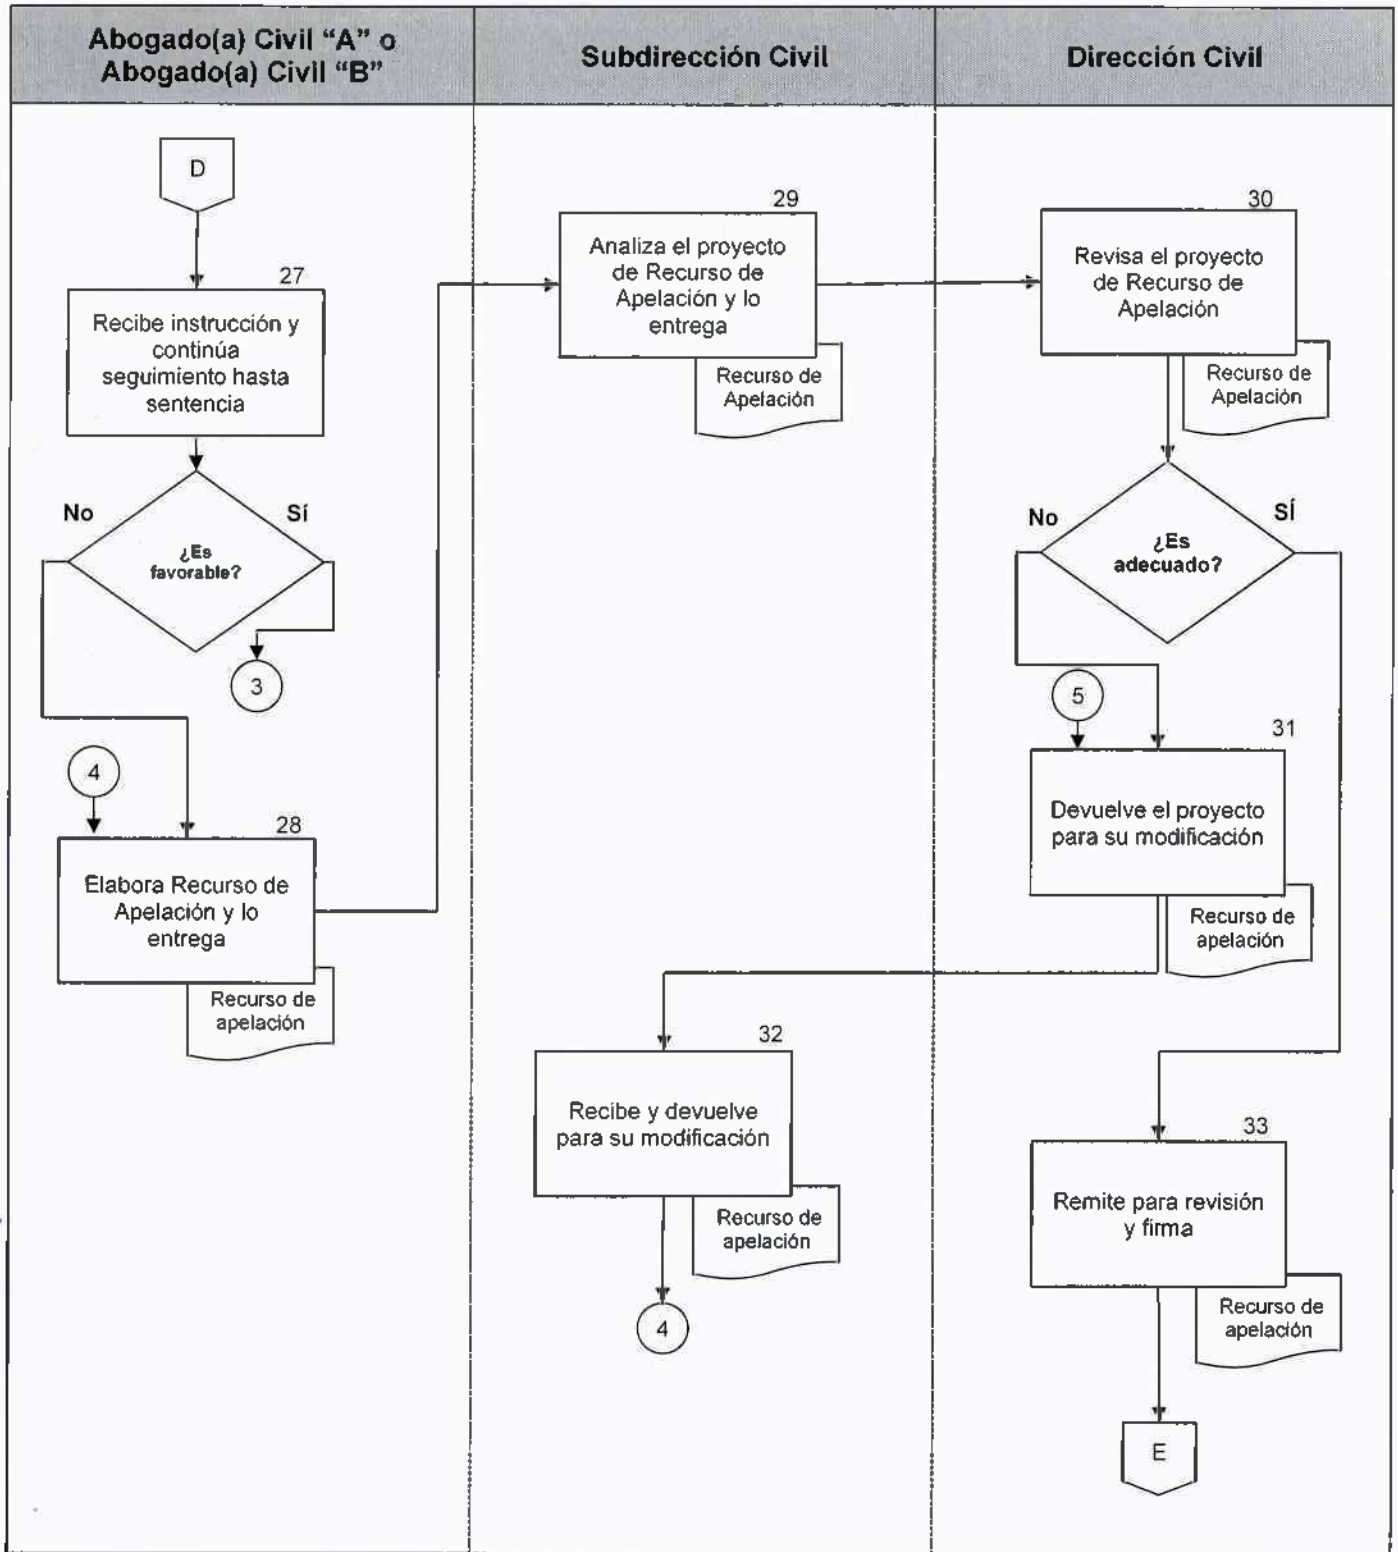 Abogado(a) Civil “A” o
Abogado(a) Civil “B”
Subdirección Civil
Dirección Civil
D
27
Recibe instrucción y
continúa
seguimiento hasta
sentencia
¿Es
favorable?
No
Sí
3
4
28
Elabora Recurso de
Apelación y lo
entrega
Recurso de
apelación
29
Analiza el proyecto
de Recurso de
Apelación y lo
entrega
Recurso de
Apelación
30
Revisa el proyecto
de Recurso de
Apelación
Recurso de
Apelación
¿Es
adecuado?
No
SÍ
5
31
Devuelve el proyecto
para su modificación
Recurso de
apelación
32
Recibe y devuelve
para su modificación
Recurso de
apelación
4
33
Remite para revisión
y firma
Recurso de
apelación
E